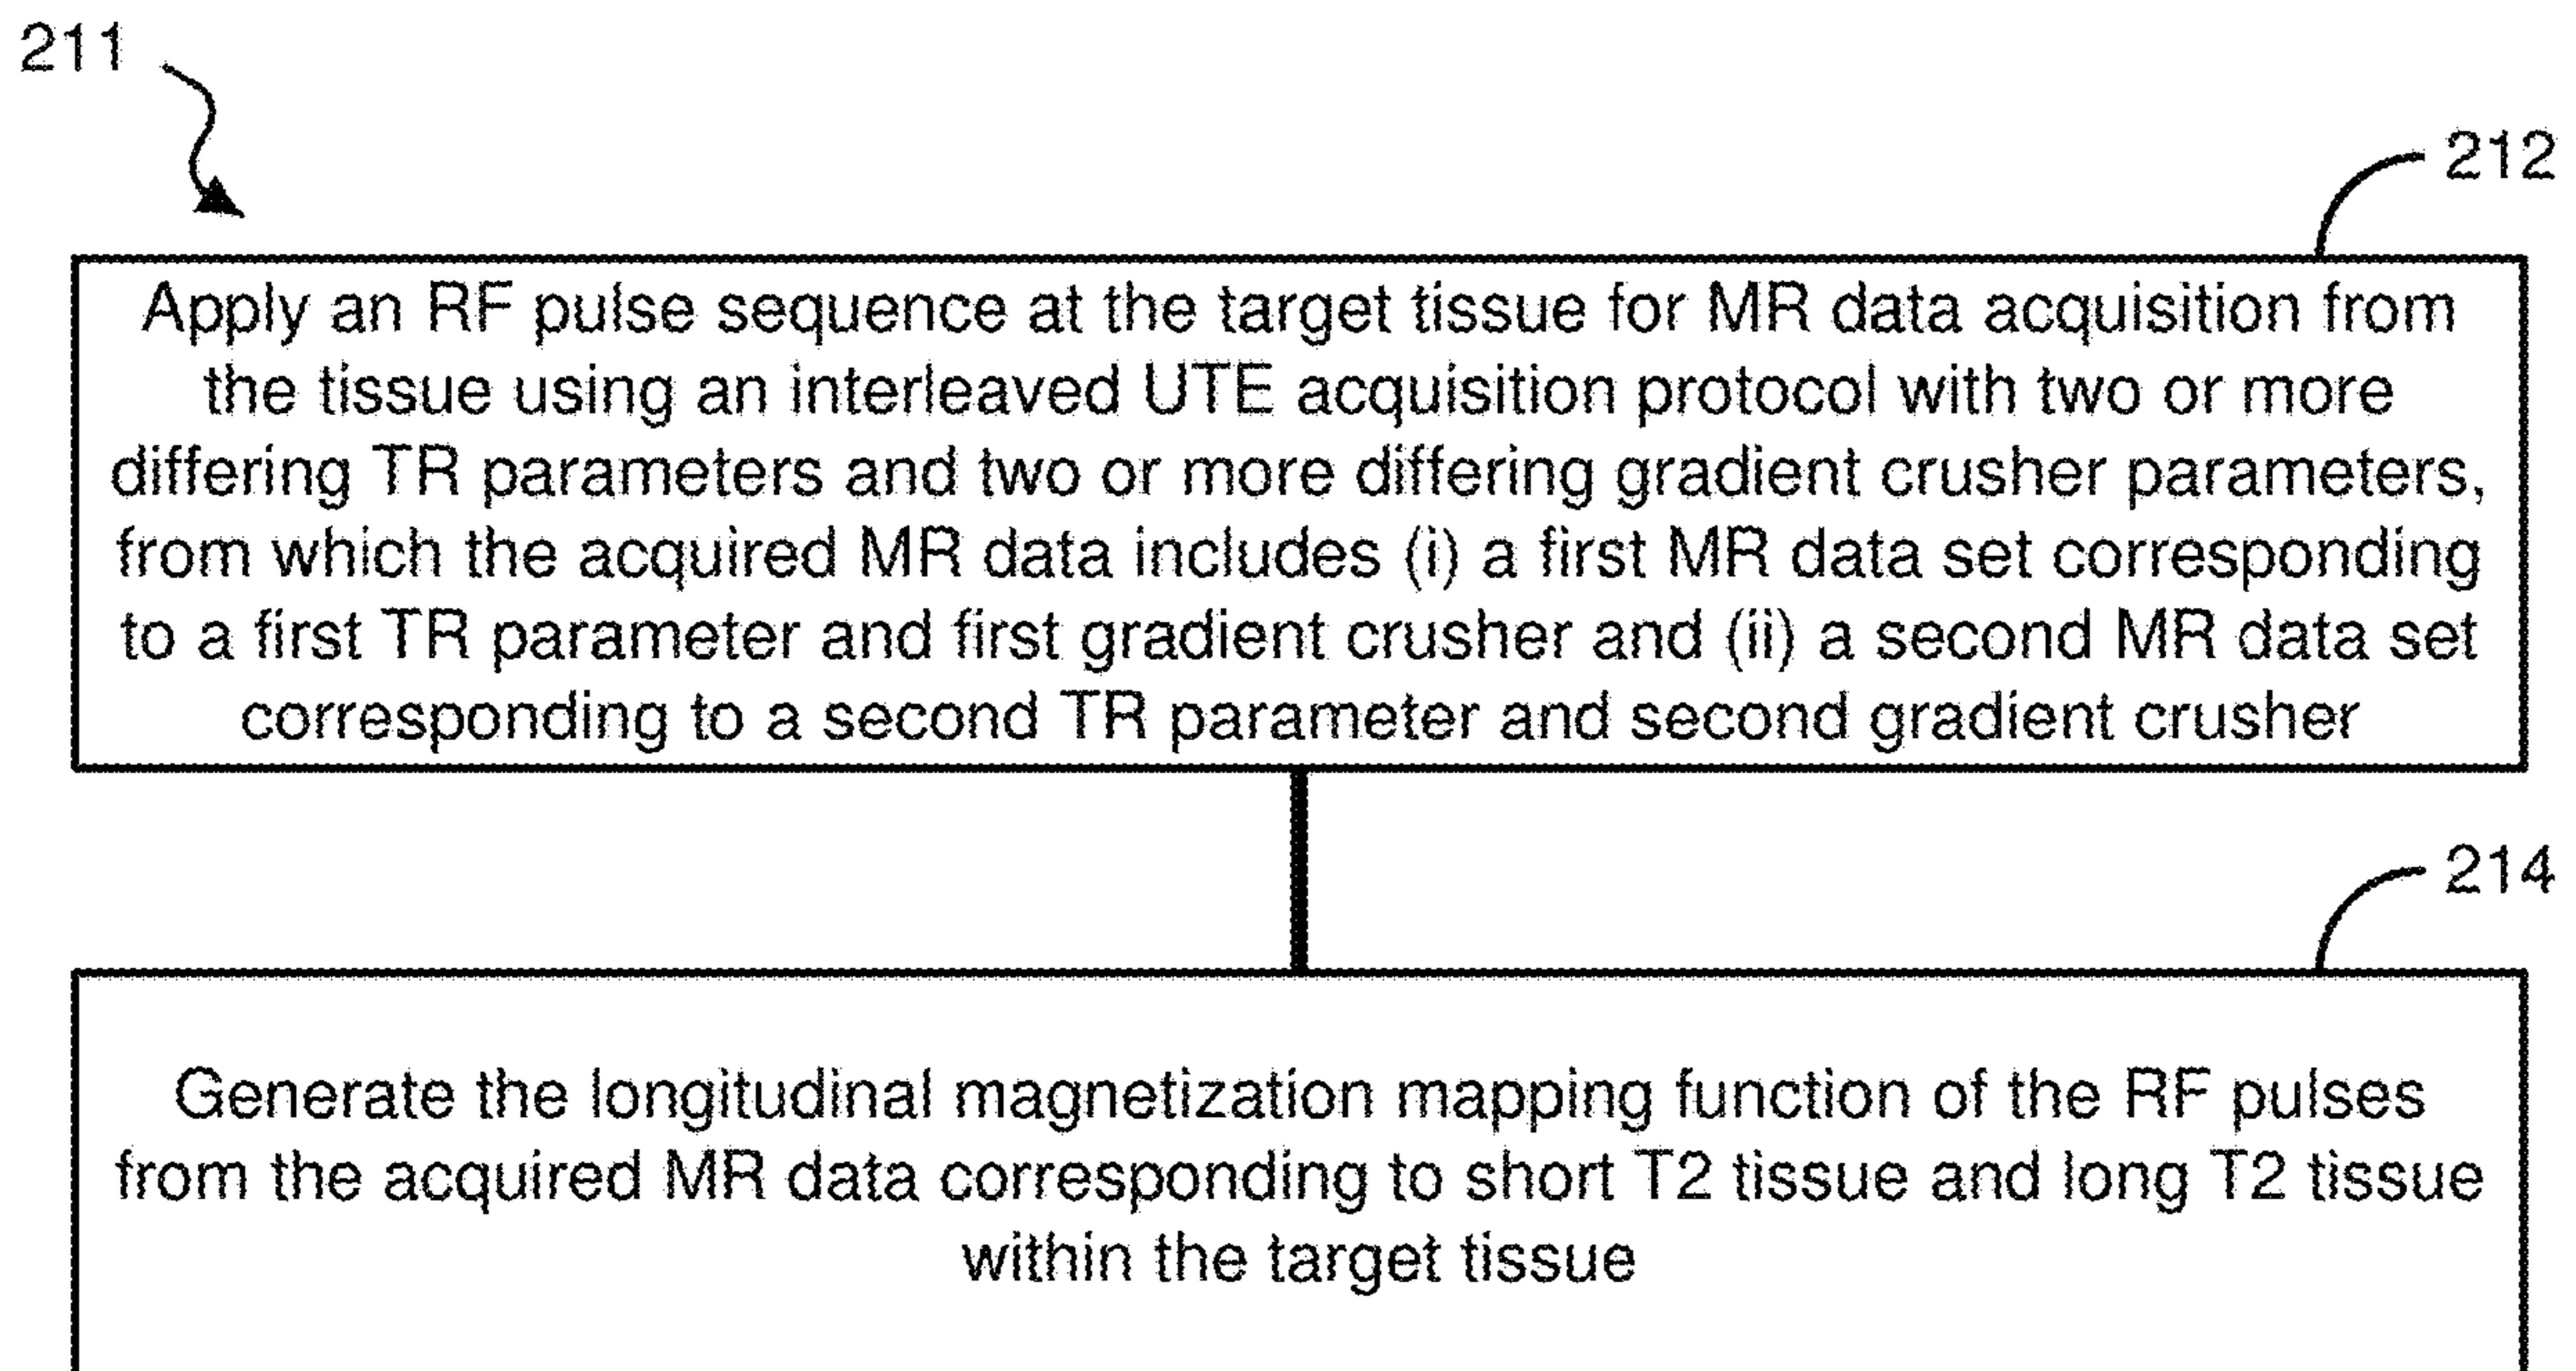 211
212
Apply an RF pulse sequence at the target tissue for MR data acquisition from
the tissue using an interleaved UTE acquisition protocol with two or more
differing TR parameters and two or more differing gradient crusher parameters,
from which the acquired MR data includes (i) a first MR data set corresponding
to a first TR parameter and first gradient crusher and (ii) a second MR data set
corresponding to a second TR parameter and second gradient crusher
214
Generate the longitudinal magnetization mapping function of the RF pulses
from the acquired MR data corresponding to short T2 tissue and long T2 tissue
within the target tissue